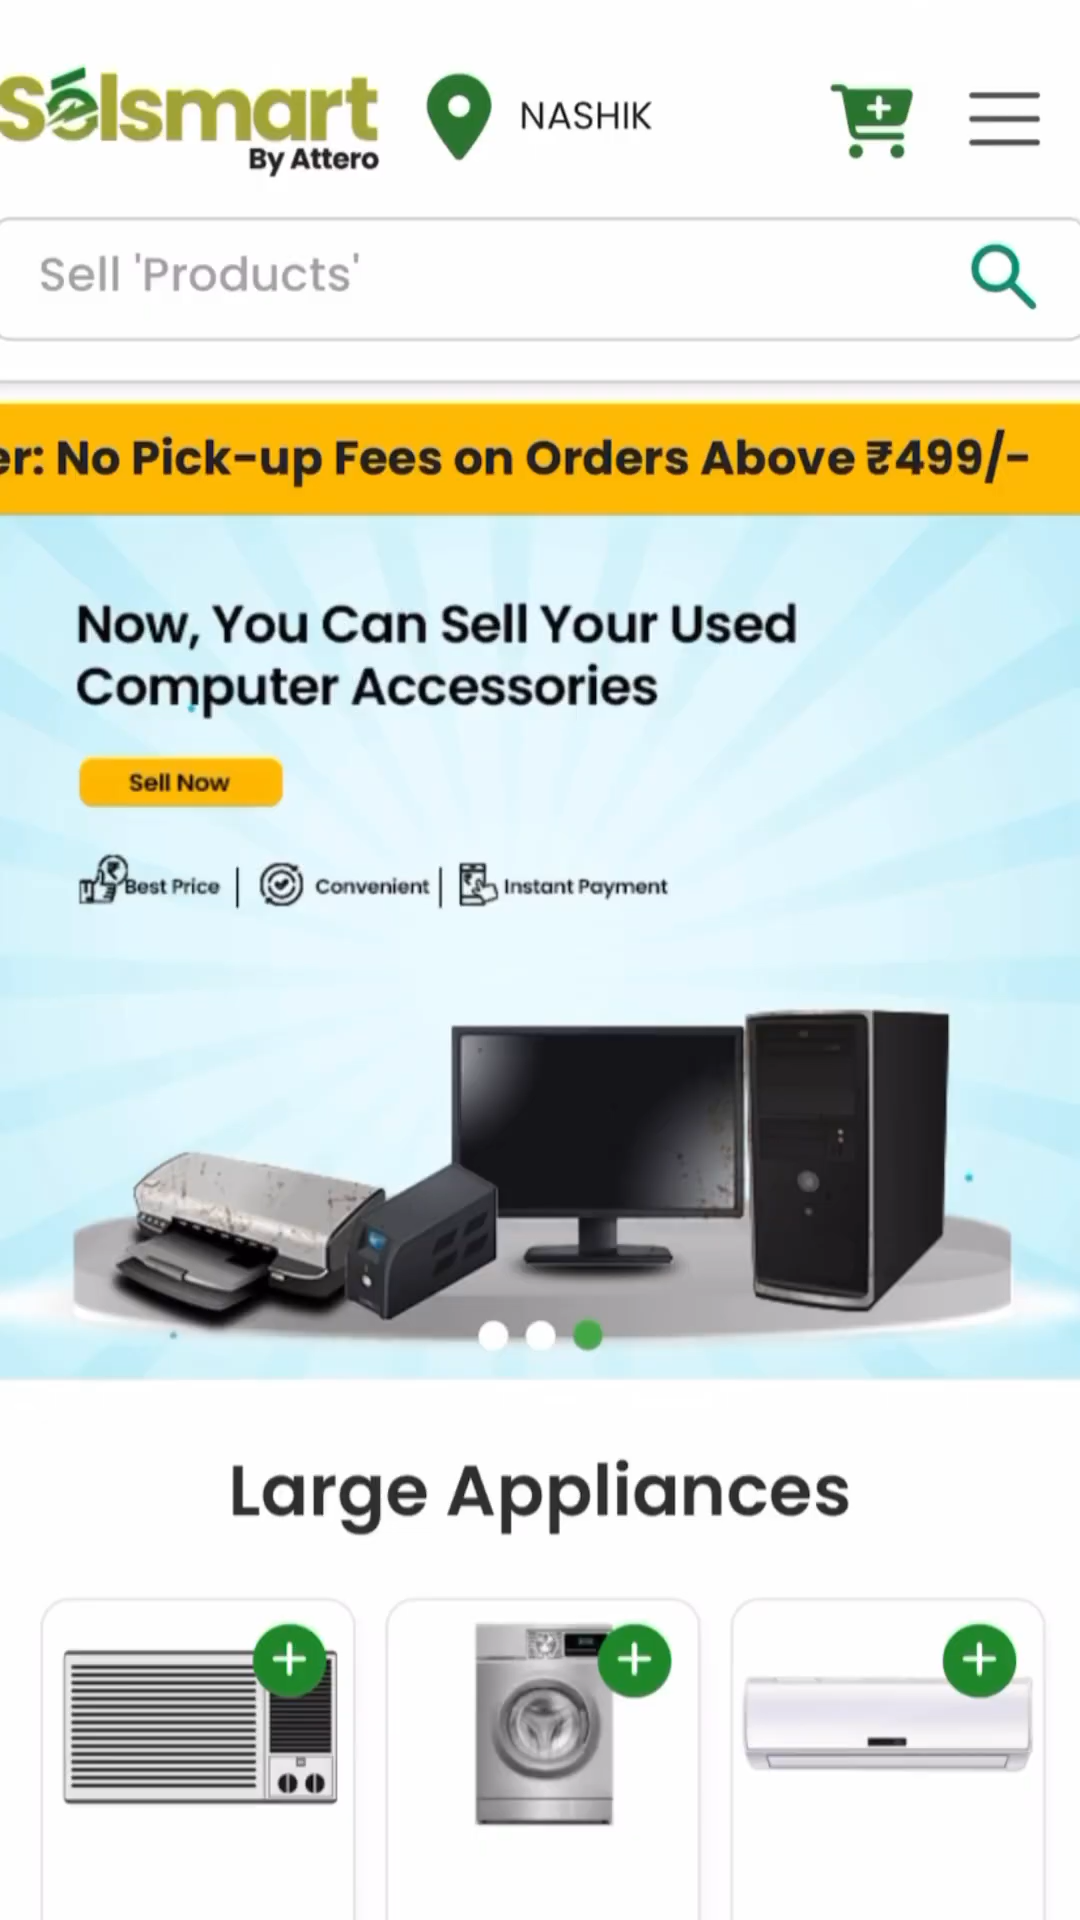 Selsmart
By Attero
NASHIK
Sell 'Products'
er: No Pick-up Fees on Orders Above ₹499/-
Now, You Can Sell Your Used
Computer Accessories
Sell Now
Best Price | Convenient | Instant Payment
Large Appliances